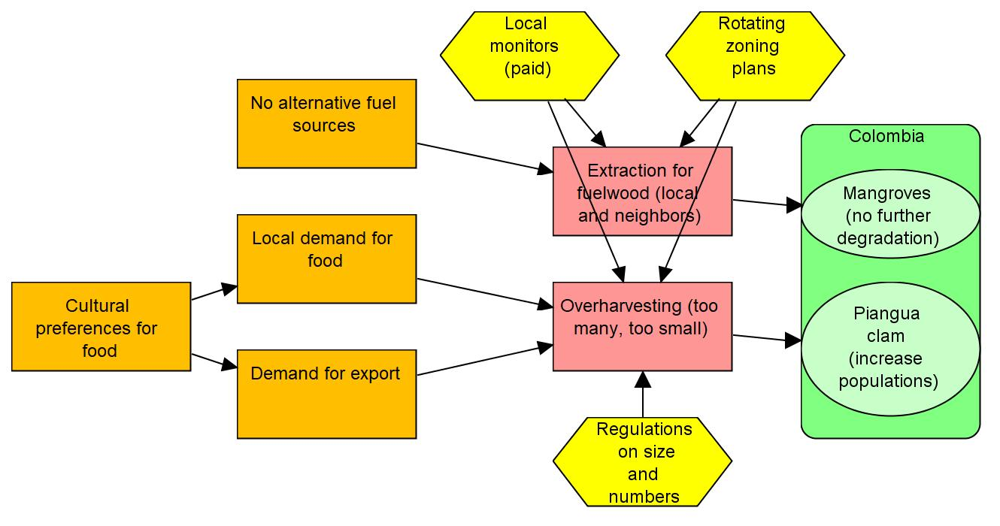 Local
monitors
(paid)
Rotating
zoning
plans
No alternative fuel
sources
Extraction for
fuelwood (local
and neighbors)
Colombia
Mangroves
(no further
degradation)
Local demand for
food
Cultural
preferences for
food
Overharvesting (too
many, too small)
Piangua
clam
(increase
populations)
Demand for export
Regulations
on size
and
numbers